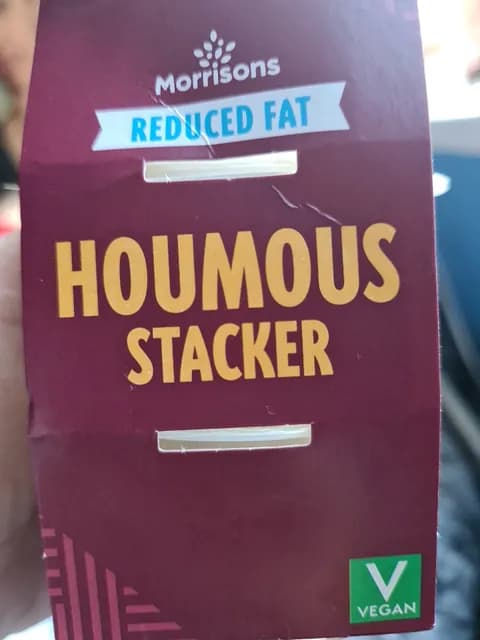 Morrisons
REDUCED FAT
HOUMOUS
STACKER
V
VEGAN